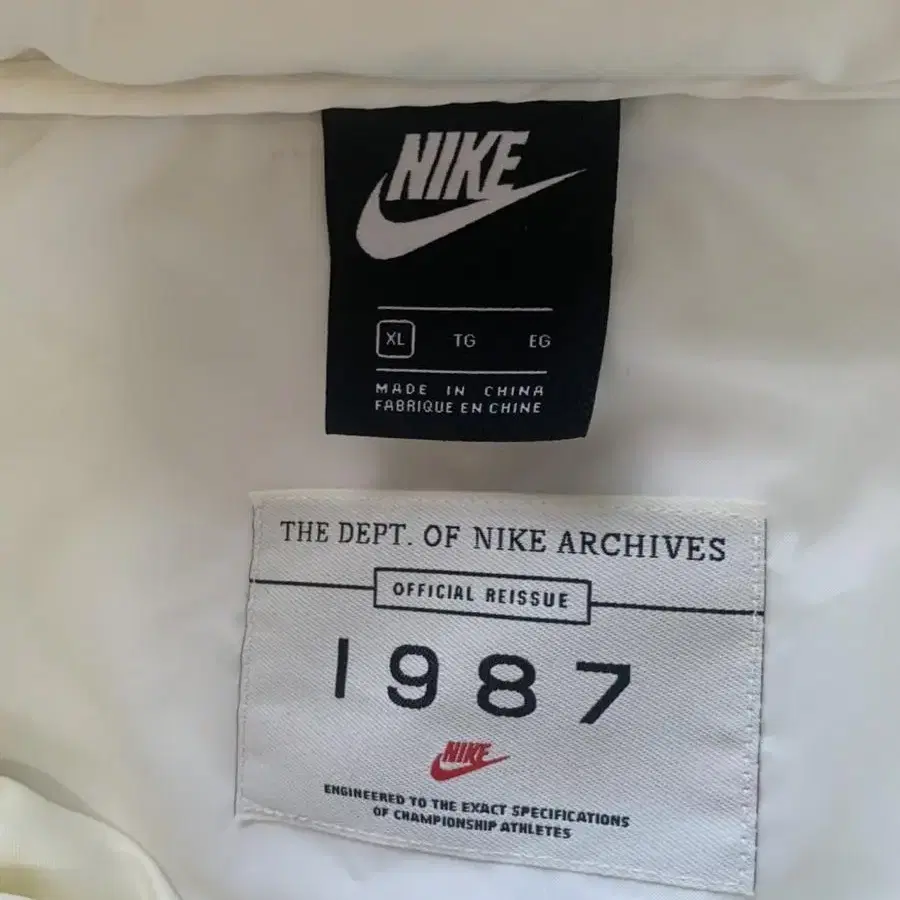 NIKE
XL TG EG
MADE IN CHINA
FABRIQUE EN CHINE
THE DEPT. OF NIKE ARCHIVES
OFFICIAL REISSUE
1987
NIKE
ENGINEERED TO THE EXACT SPECIFICATIONS
OF CHAMPIONSHIP ATHLETES